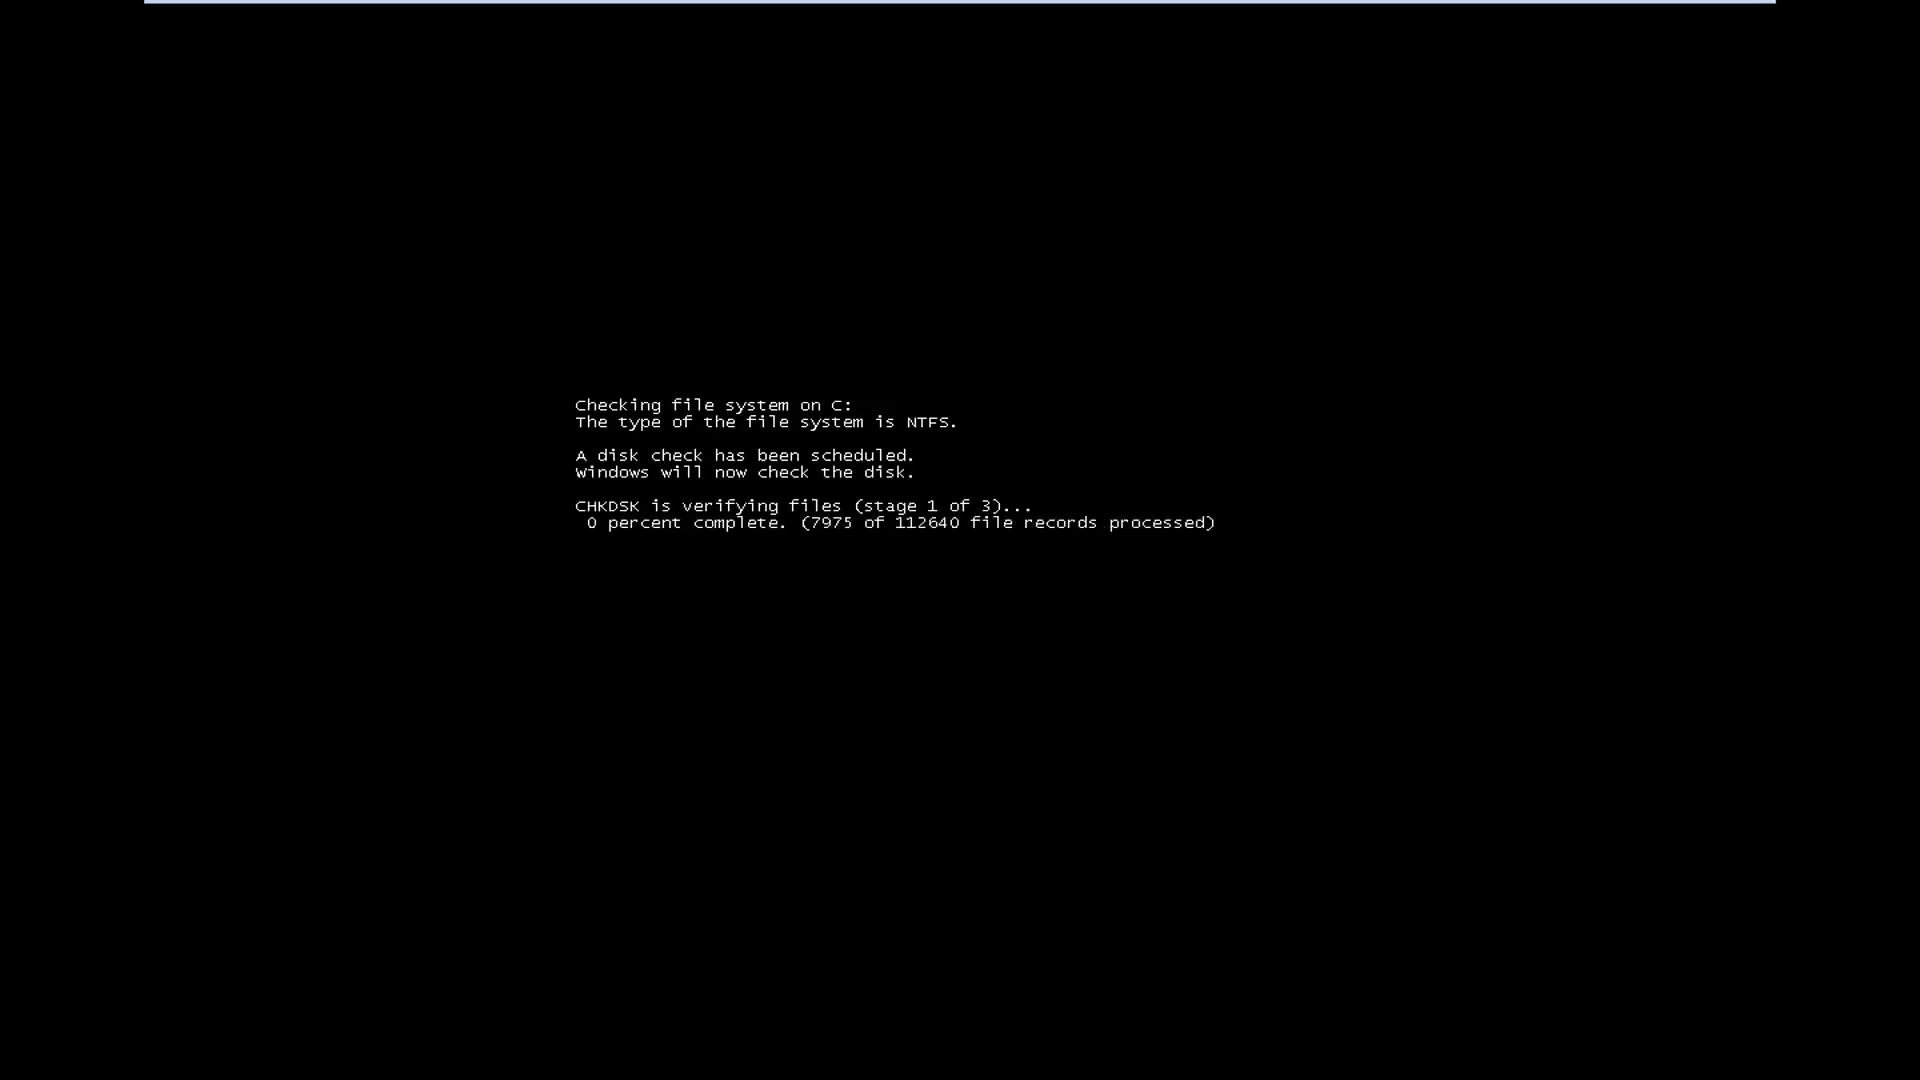 Checking file system on C:
The type of the file system is NTFS.
A disk check has been scheduled.
Windows will now check the disk.
CHKDSK is verifying files (stage 1 of 3)...
0 percent complete. (7975 of 112640 file records processed)